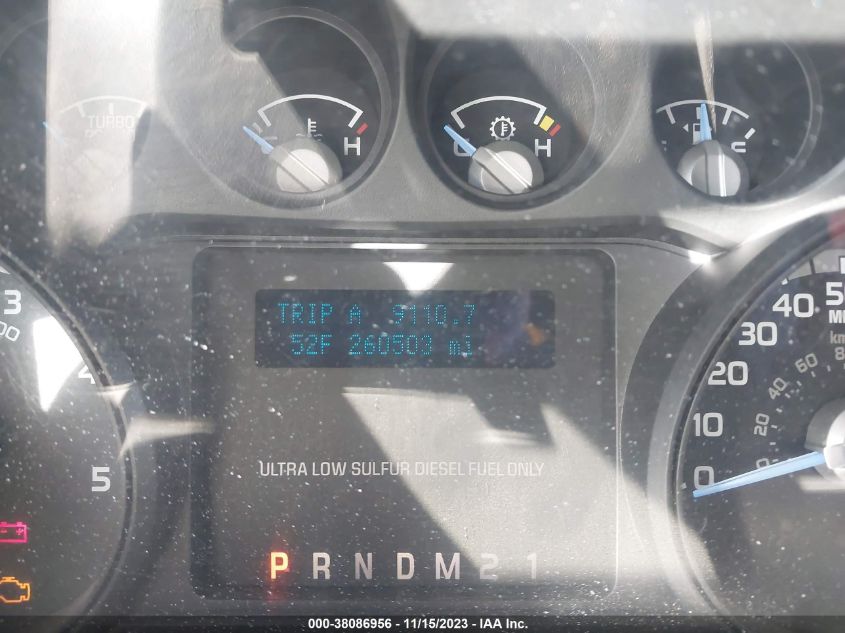 TURBO
H
C H
TRIP A 9110.7
52F 260503 mi
ULTRA LOW SULFUR DIESEL FUEL ONLY
P R N D M 2 1
3
4
5
0
10
20
30
40
60
000-38086956 - 11/15/2023 - IAA Inc.